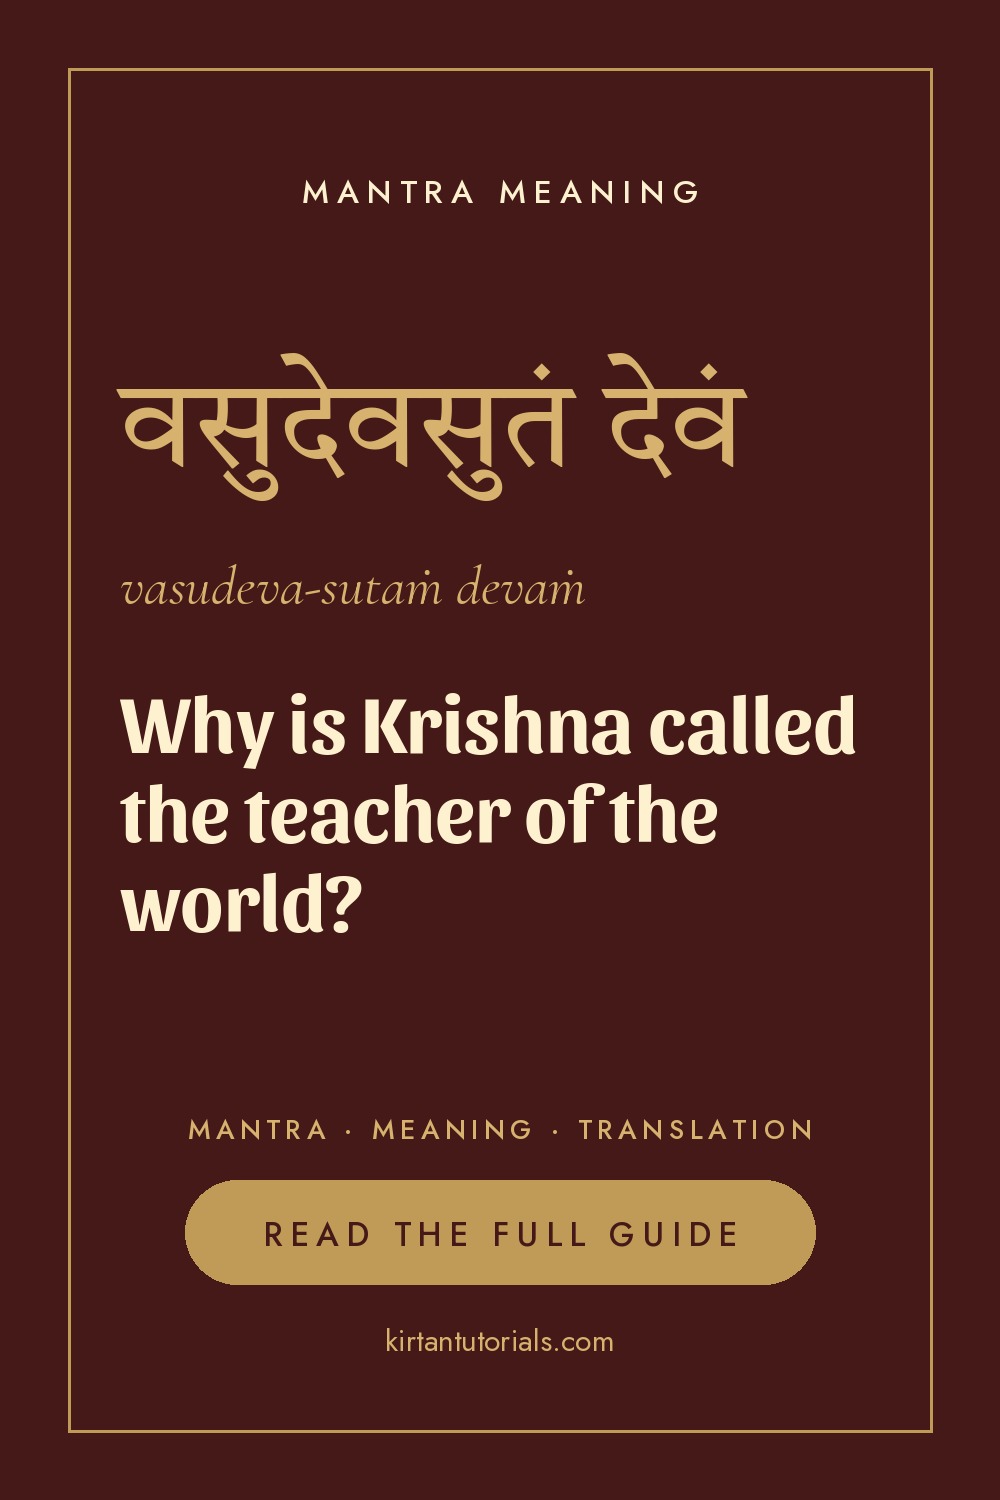 MANTRA MEANING
वसुदेवसुतं देवं
vasudeva-sutaṁ devaṁ
Why is Krishna called
the teacher of the
world?
MANTRA · MEANING · TRANSLATION
READ THE FULL GUIDE
kirtantutorials.com